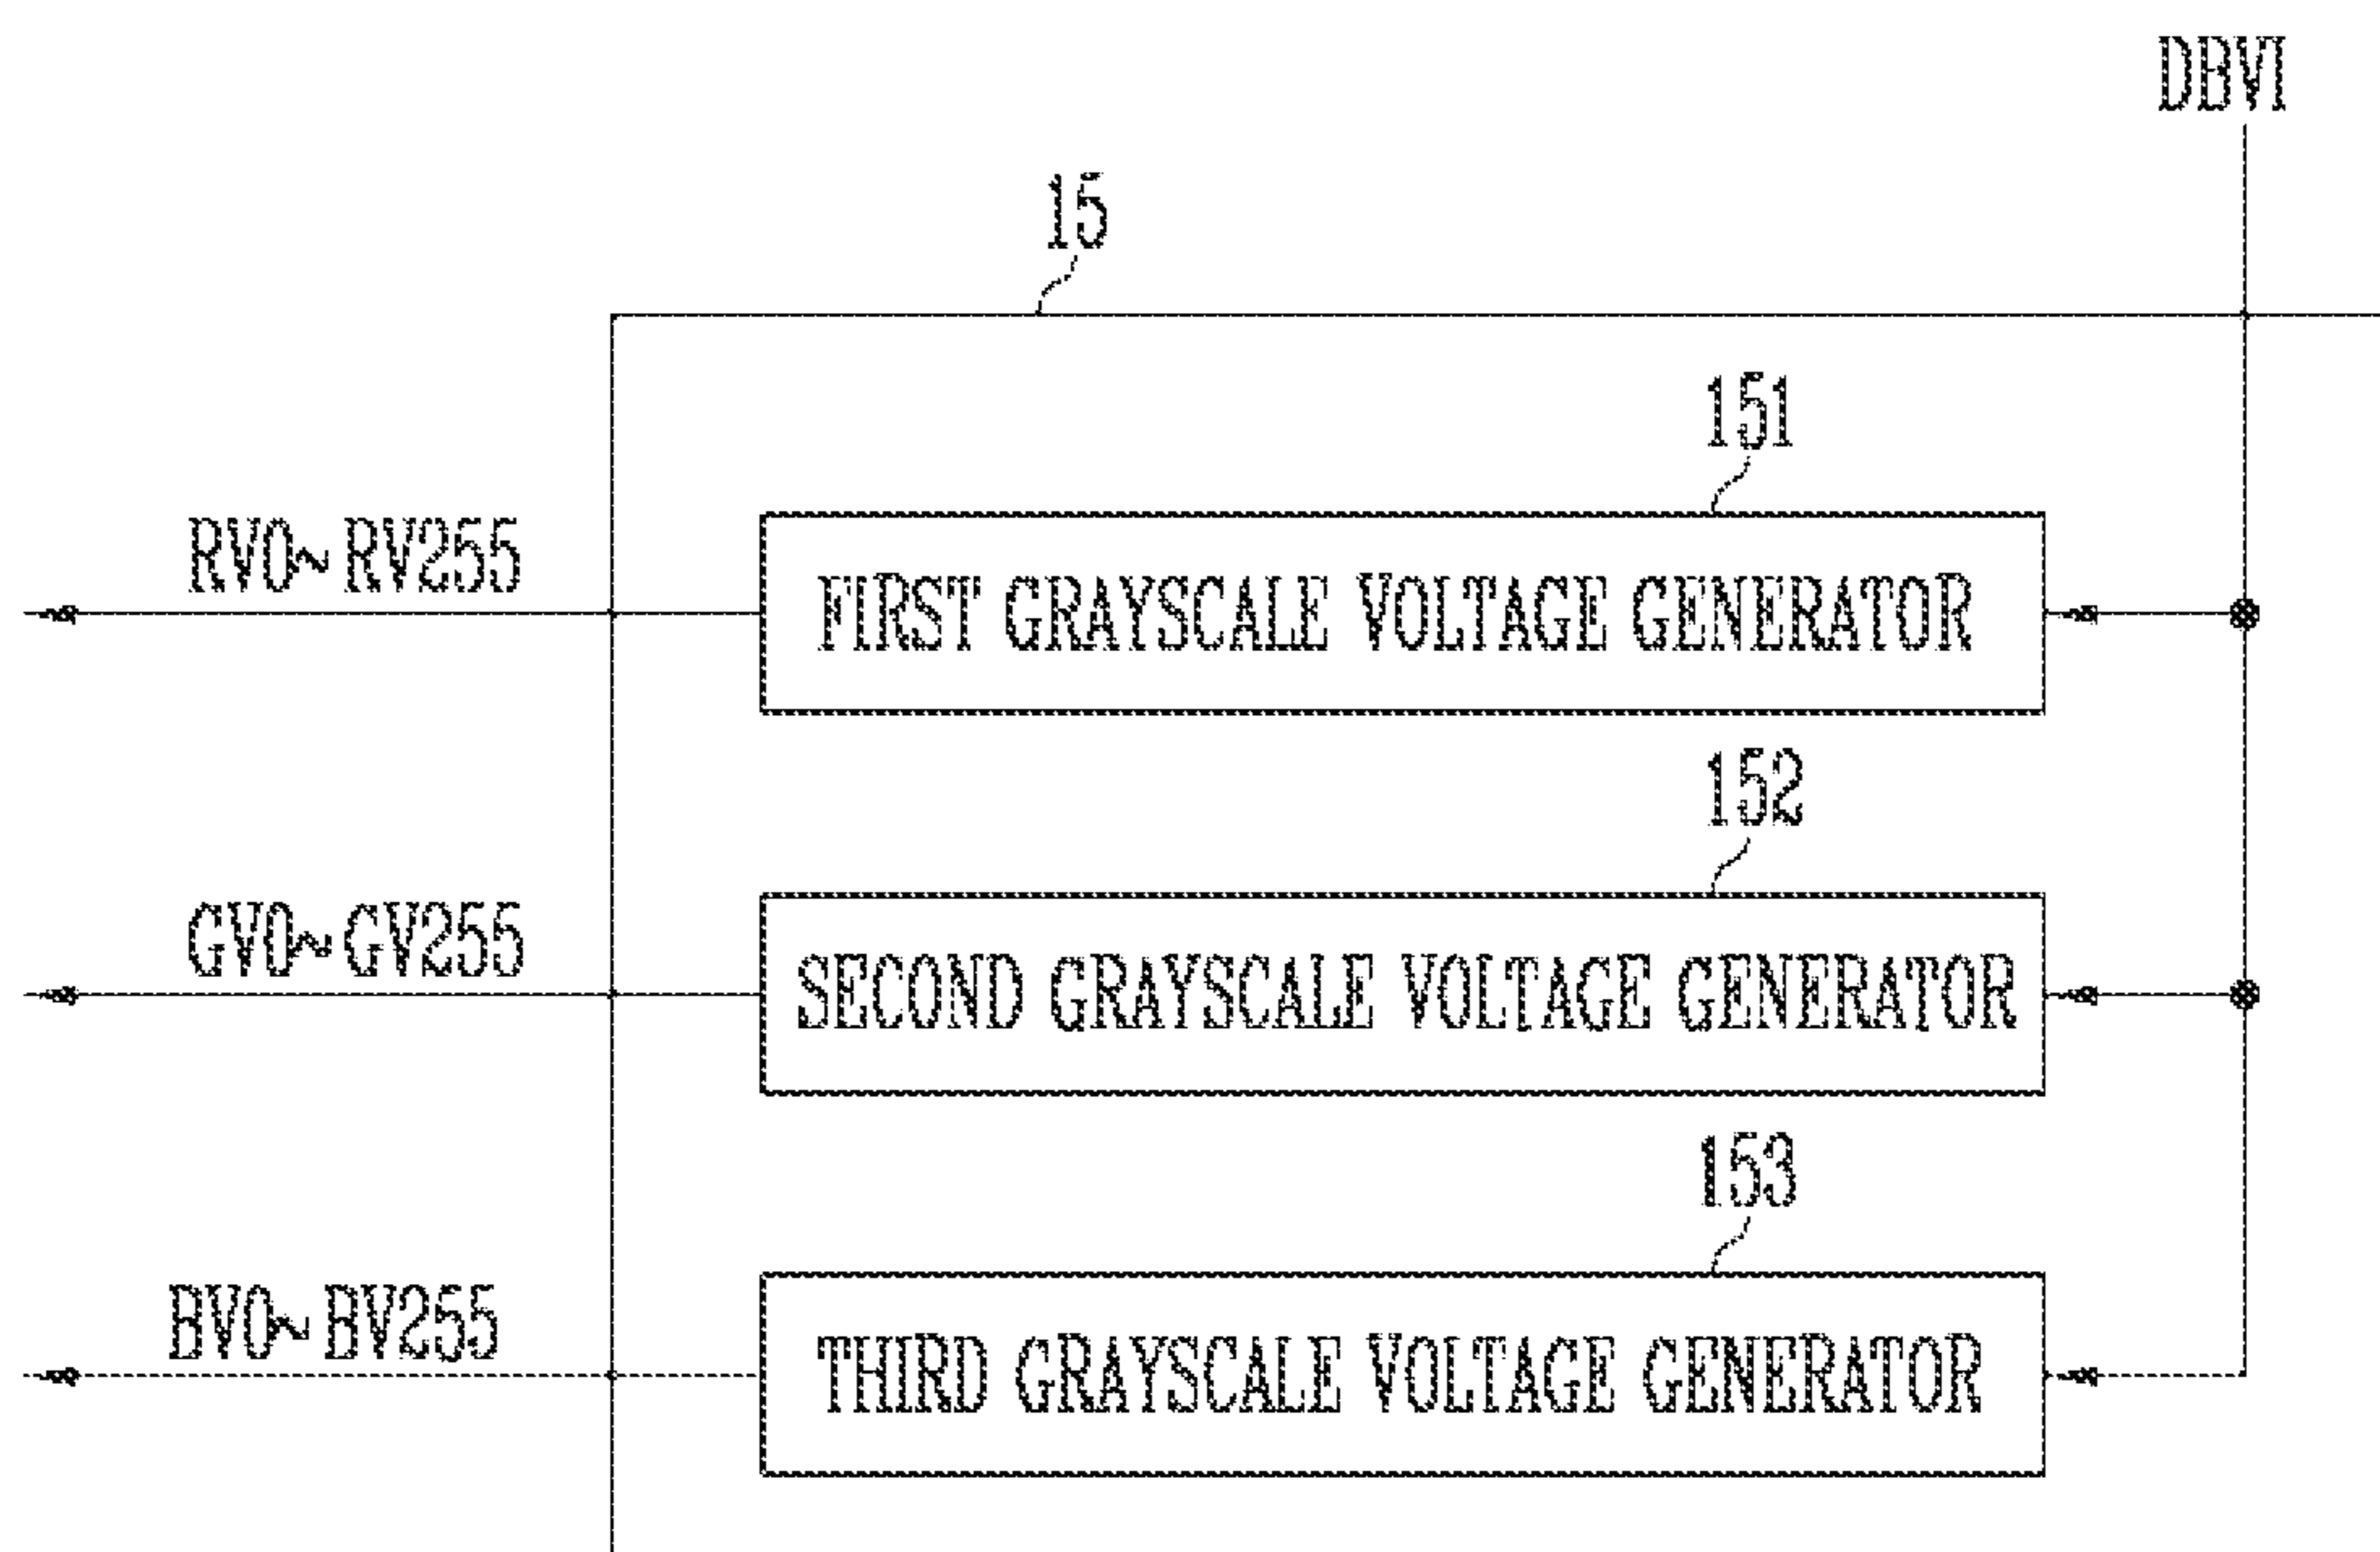 DBVI
15
151
RV0~RV255
FIRST GRAYSCALE VOLTAGE GENERATOR
152
GV0~GV255
SECOND GRAYSCALE VOLTAGE GENERATOR
153
BV0~BV255
THIRD GRAYSCALE VOLTAGE GENERATOR